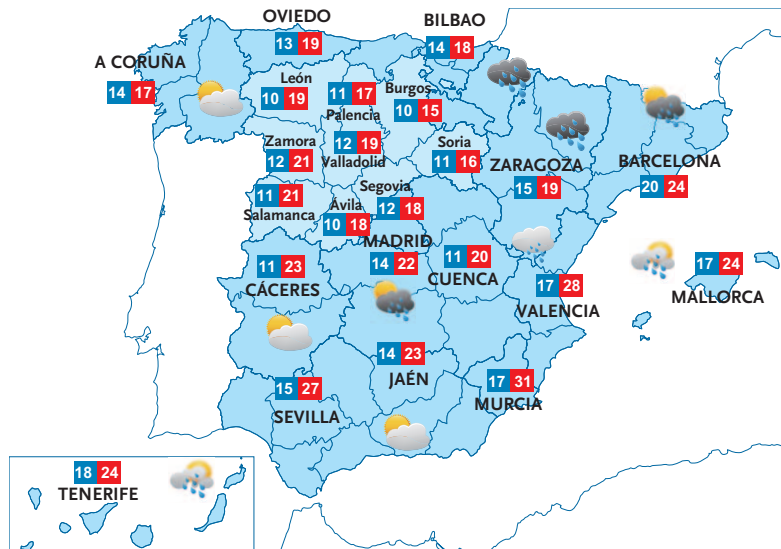 OVIEDO
13 19
BILBAO
14 18
A CORUÑA
14 17
León
10 19
11 17
Palencia
Burgos
10 15
Zamora
12 21
12 19
Valladolid
Soria
11 16
ZARAGOZA
15 19
BARCELONA
20 24
11 21
Salamanca
Ávila
10 18
Segovia
12 18
MADRID
14 22
11 20
CUENCA
11 23
CÁCERES
17 28
VALENCIA
17 24
MALLORCA
14 23
JAÉN
17 31
MURCIA
15 27
SEVILLA
18 24
TENERIFE